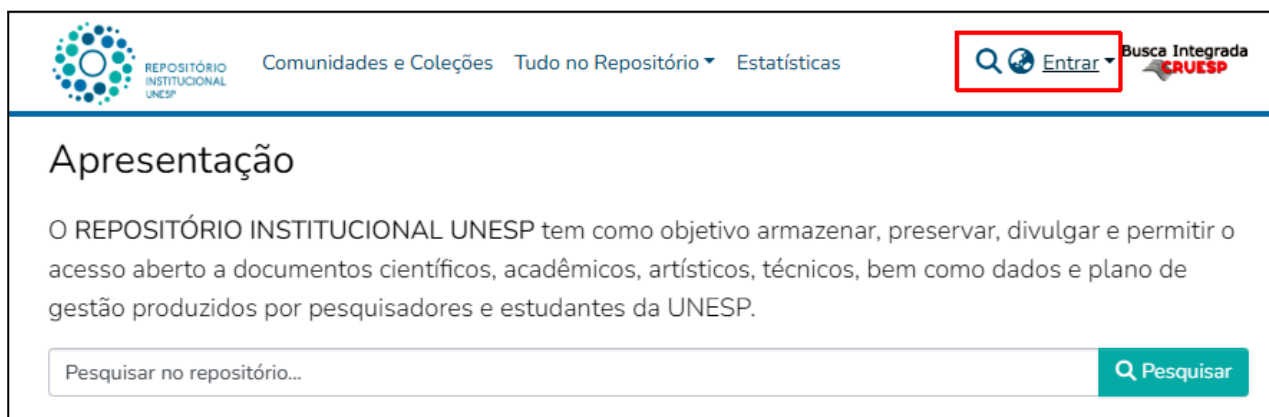 REPOSITÓRIO
INSTITUCIONAL
UNESP
Comunidades e Coleções Tudo no Repositório Estatísticas
Entrar
Busca Integrada
CRUESP
Apresentação
O REPOSITÓRIO INSTITUCIONAL UNESP tem como objetivo armazenar, preservar, divulgar e permitir o
acesso aberto a documentos científicos, acadêmicos, artísticos, técnicos, bem como dados e plano de
gestão produzidos por pesquisadores e estudantes da UNESP.
Pesquisar no repositório...
Pesquisar